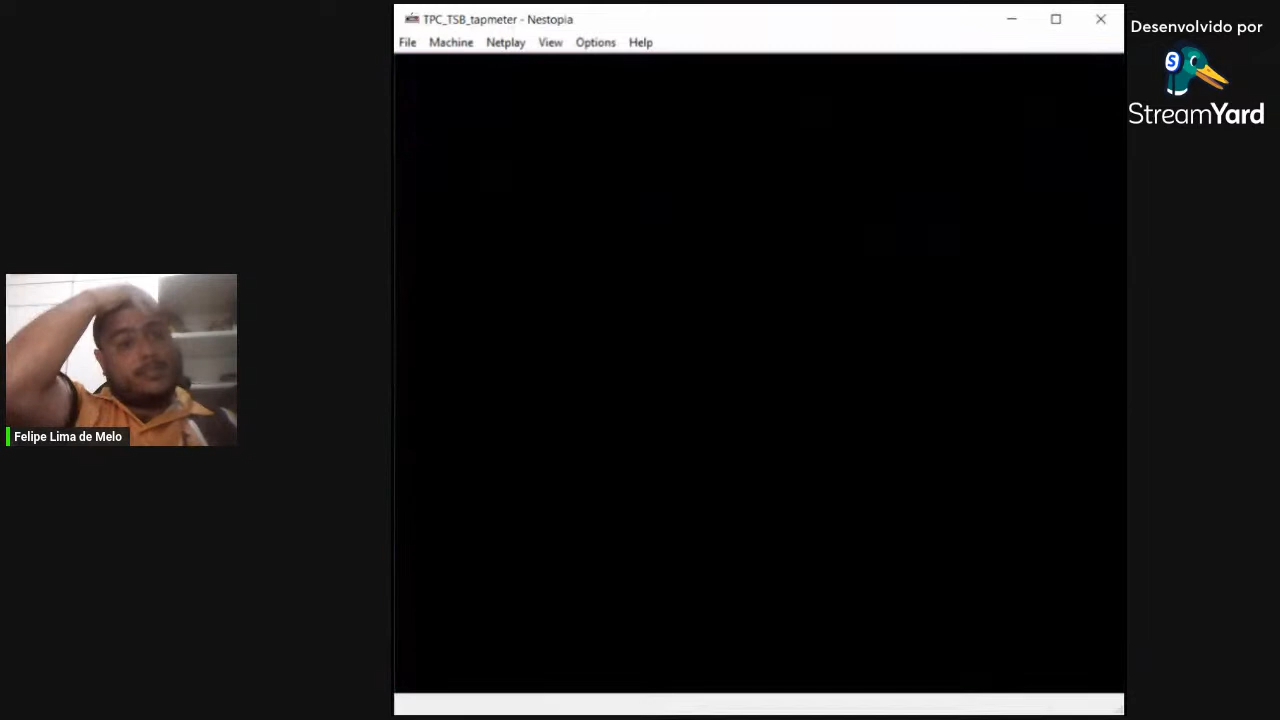 TPC_TSB_tapmeter - Nestopia
File Machine Netplay View Options Help
Desenvolvido por
S
StreamYard
Felipe Lima de Melo